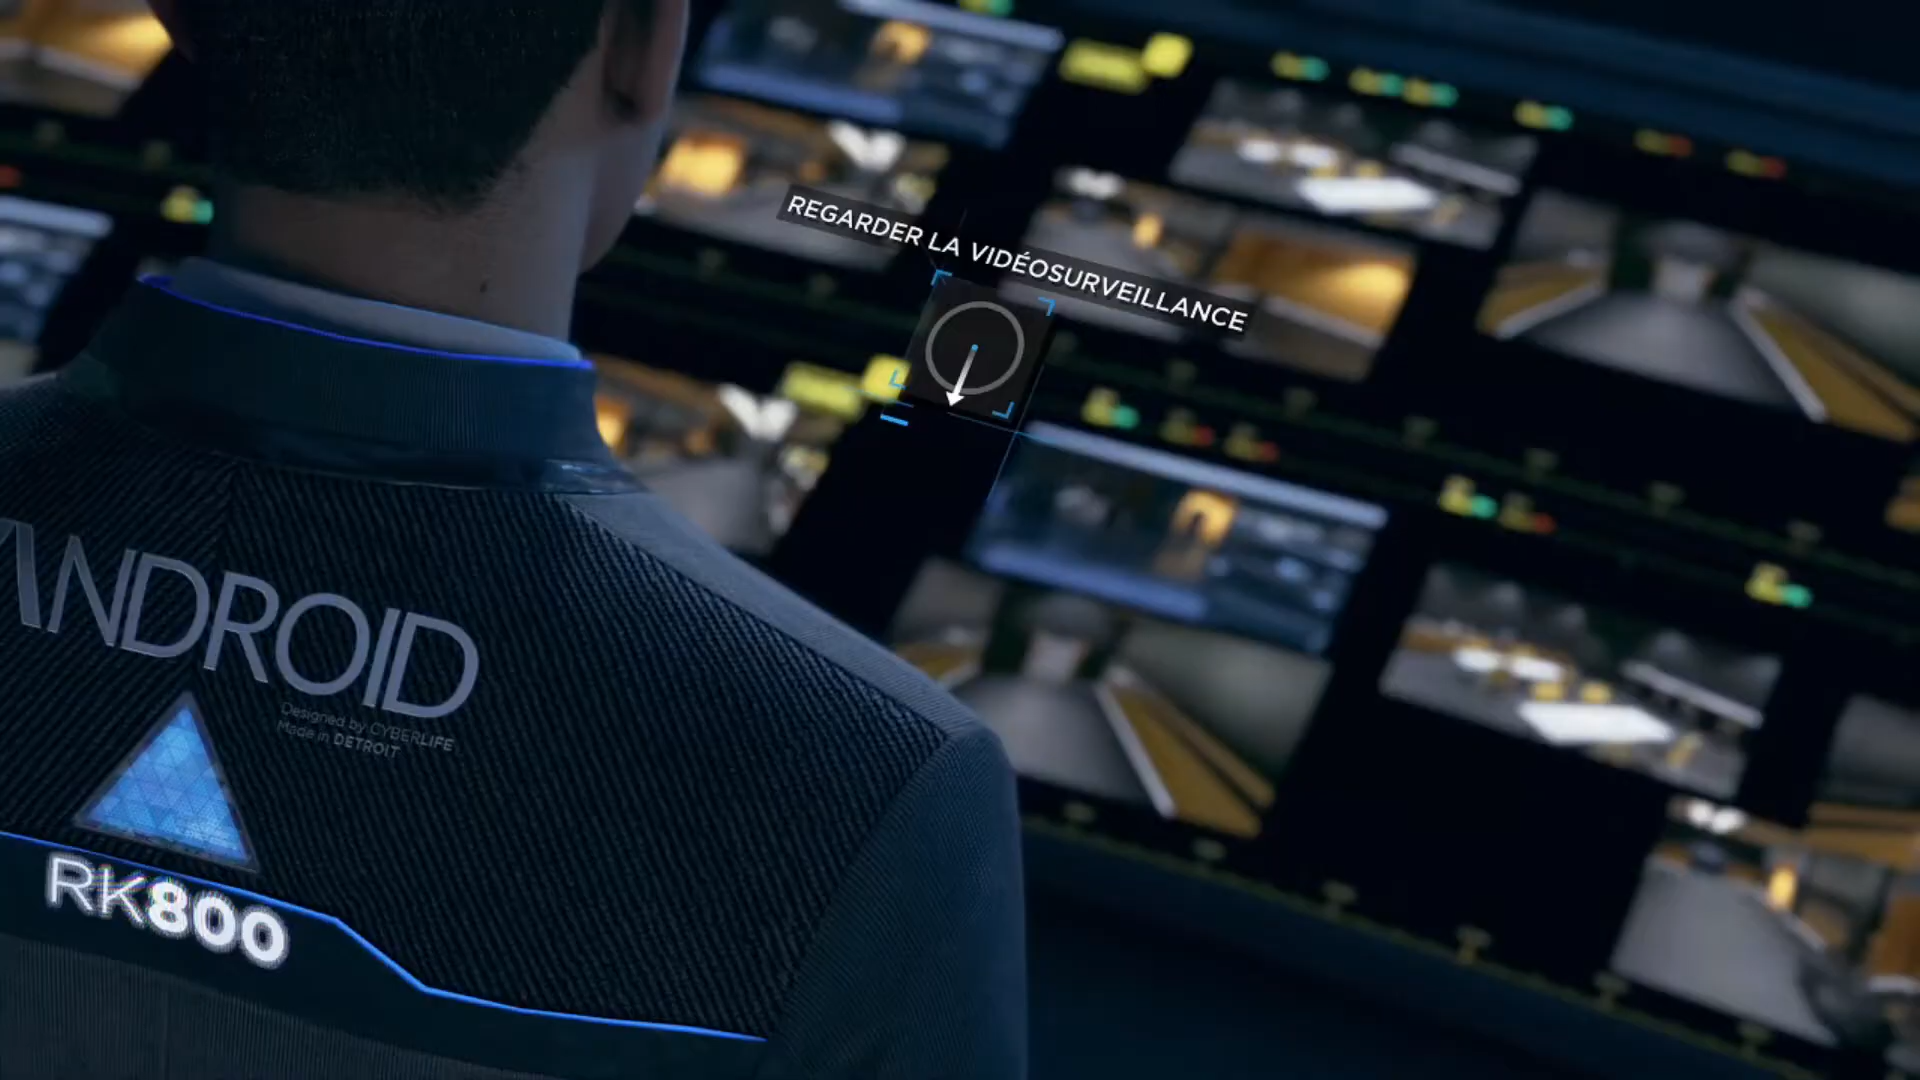 REGARDER LA VIDÉOSURVEILLANCE
ANDROID
Designed by CYBERLIFE
Made in DETROIT
RK800